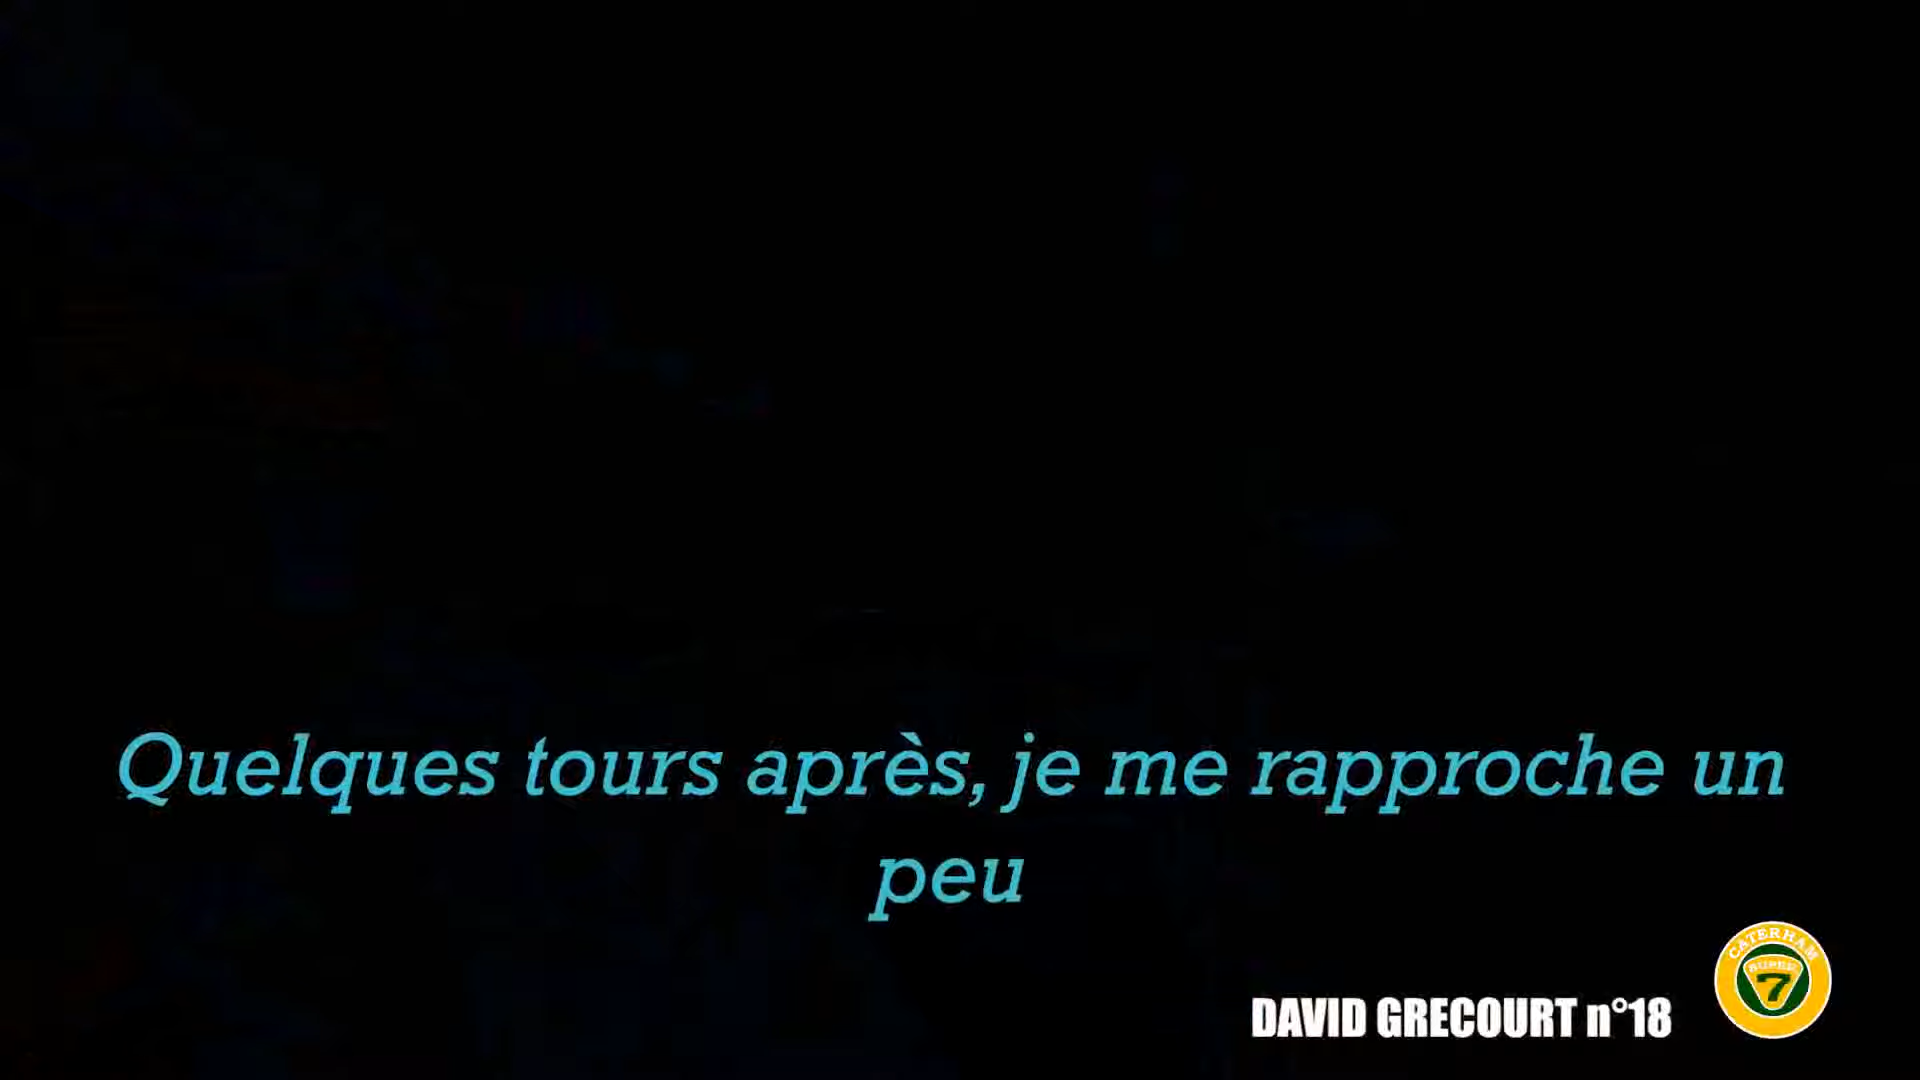 Quelques tours après, je me rapproche un
peu
CATERHAM
SUPER
7
DAVID GRECOURT n°18